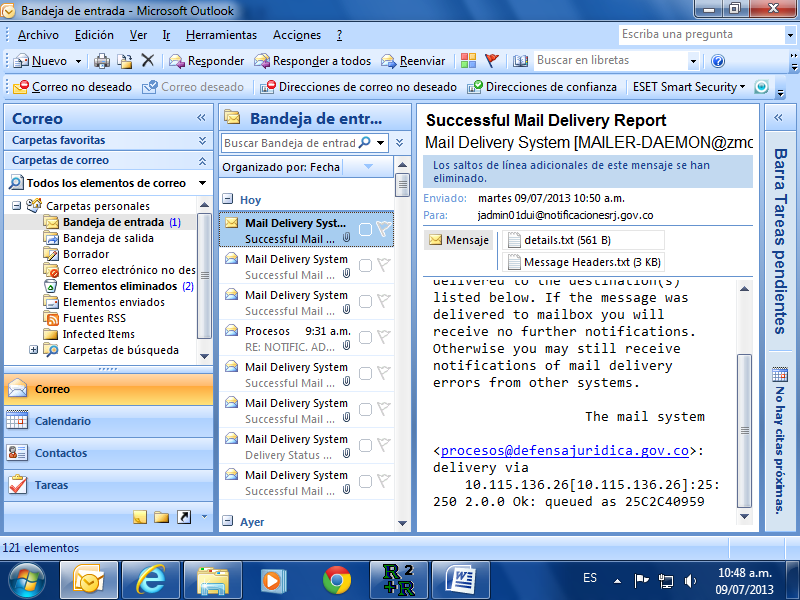 Bandeja de entrada - Microsoft Outlook
Archivo Edición Ver Ir Herramientas Acciones ?
Escriba una pregunta
Nuevo Responder Responder a todos Reenviar Buscar en libretas
Correo no deseado Correo deseado Direcciones de correo no deseado Direcciones de confianza ESET Smart Security
Correo
Carpetas favoritas
Carpetas de correo
Todos los elementos de correo
Carpetas personales
Bandeja de entrada (1)
Bandeja de salida
Borrador
Correo electrónico no des
Elementos eliminados (2)
Elementos enviados
Fuentes RSS
Infected Items
Carpetas de búsqueda
Correo
Calendario
Contactos
Tareas
Bandeja de entr...
Buscar Bandeja de entrad
Organizado por: Fecha
Hoy
Mail Delivery Syst...
Successful Mail ...
Mail Delivery System
Successful Mail ...
Mail Delivery System
Successful Mail ...
Procesos 9:31 a.m.
RE: NOTIFIC. AD...
Mail Delivery System
Successful Mail ...
Mail Delivery System
Successful Mail ...
Mail Delivery System
Delivery Status ...
Mail Delivery System
Successful Mail ...
Ayer
Successful Mail Delivery Report
Mail Delivery System [MAILER-DAEMON@zmc
Los saltos de línea adicionales de este mensaje se han
eliminado.
Enviado: martes 09/07/2013 10:50 a.m.
Para: jadmin01dui@notificacionesrj.gov.co
Mensaje
details.txt (561 B)
Message Headers.txt (3 KB)
delivered to the destination(s)
listed below. If the message was
delivered to mailbox you will
receive no further notifications.
Otherwise you may still receive
notifications of mail delivery
errors from other systems.
The mail system
<procesos@defensajuridica.gov.co>:
delivery via
10.115.136.26[10.115.136.26]:25:
250 2.0.0 Ok: queued as 25C2C40959
Barra Tareas pendientes
No hay citas próximas.
121 elementos
R2
+R
ES
10:48 a.m.
09/07/2013